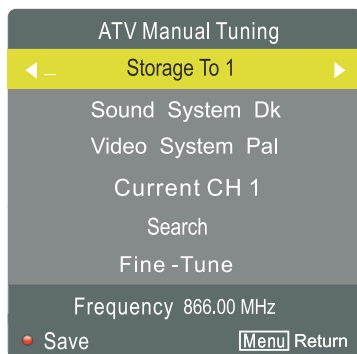 ATV Manual Tuning
Storage To 1
Sound System Dk
Video System Pal
Current CH 1
Search
Fine -Tune
Frequency 866.00 MHz
Save Menu Return